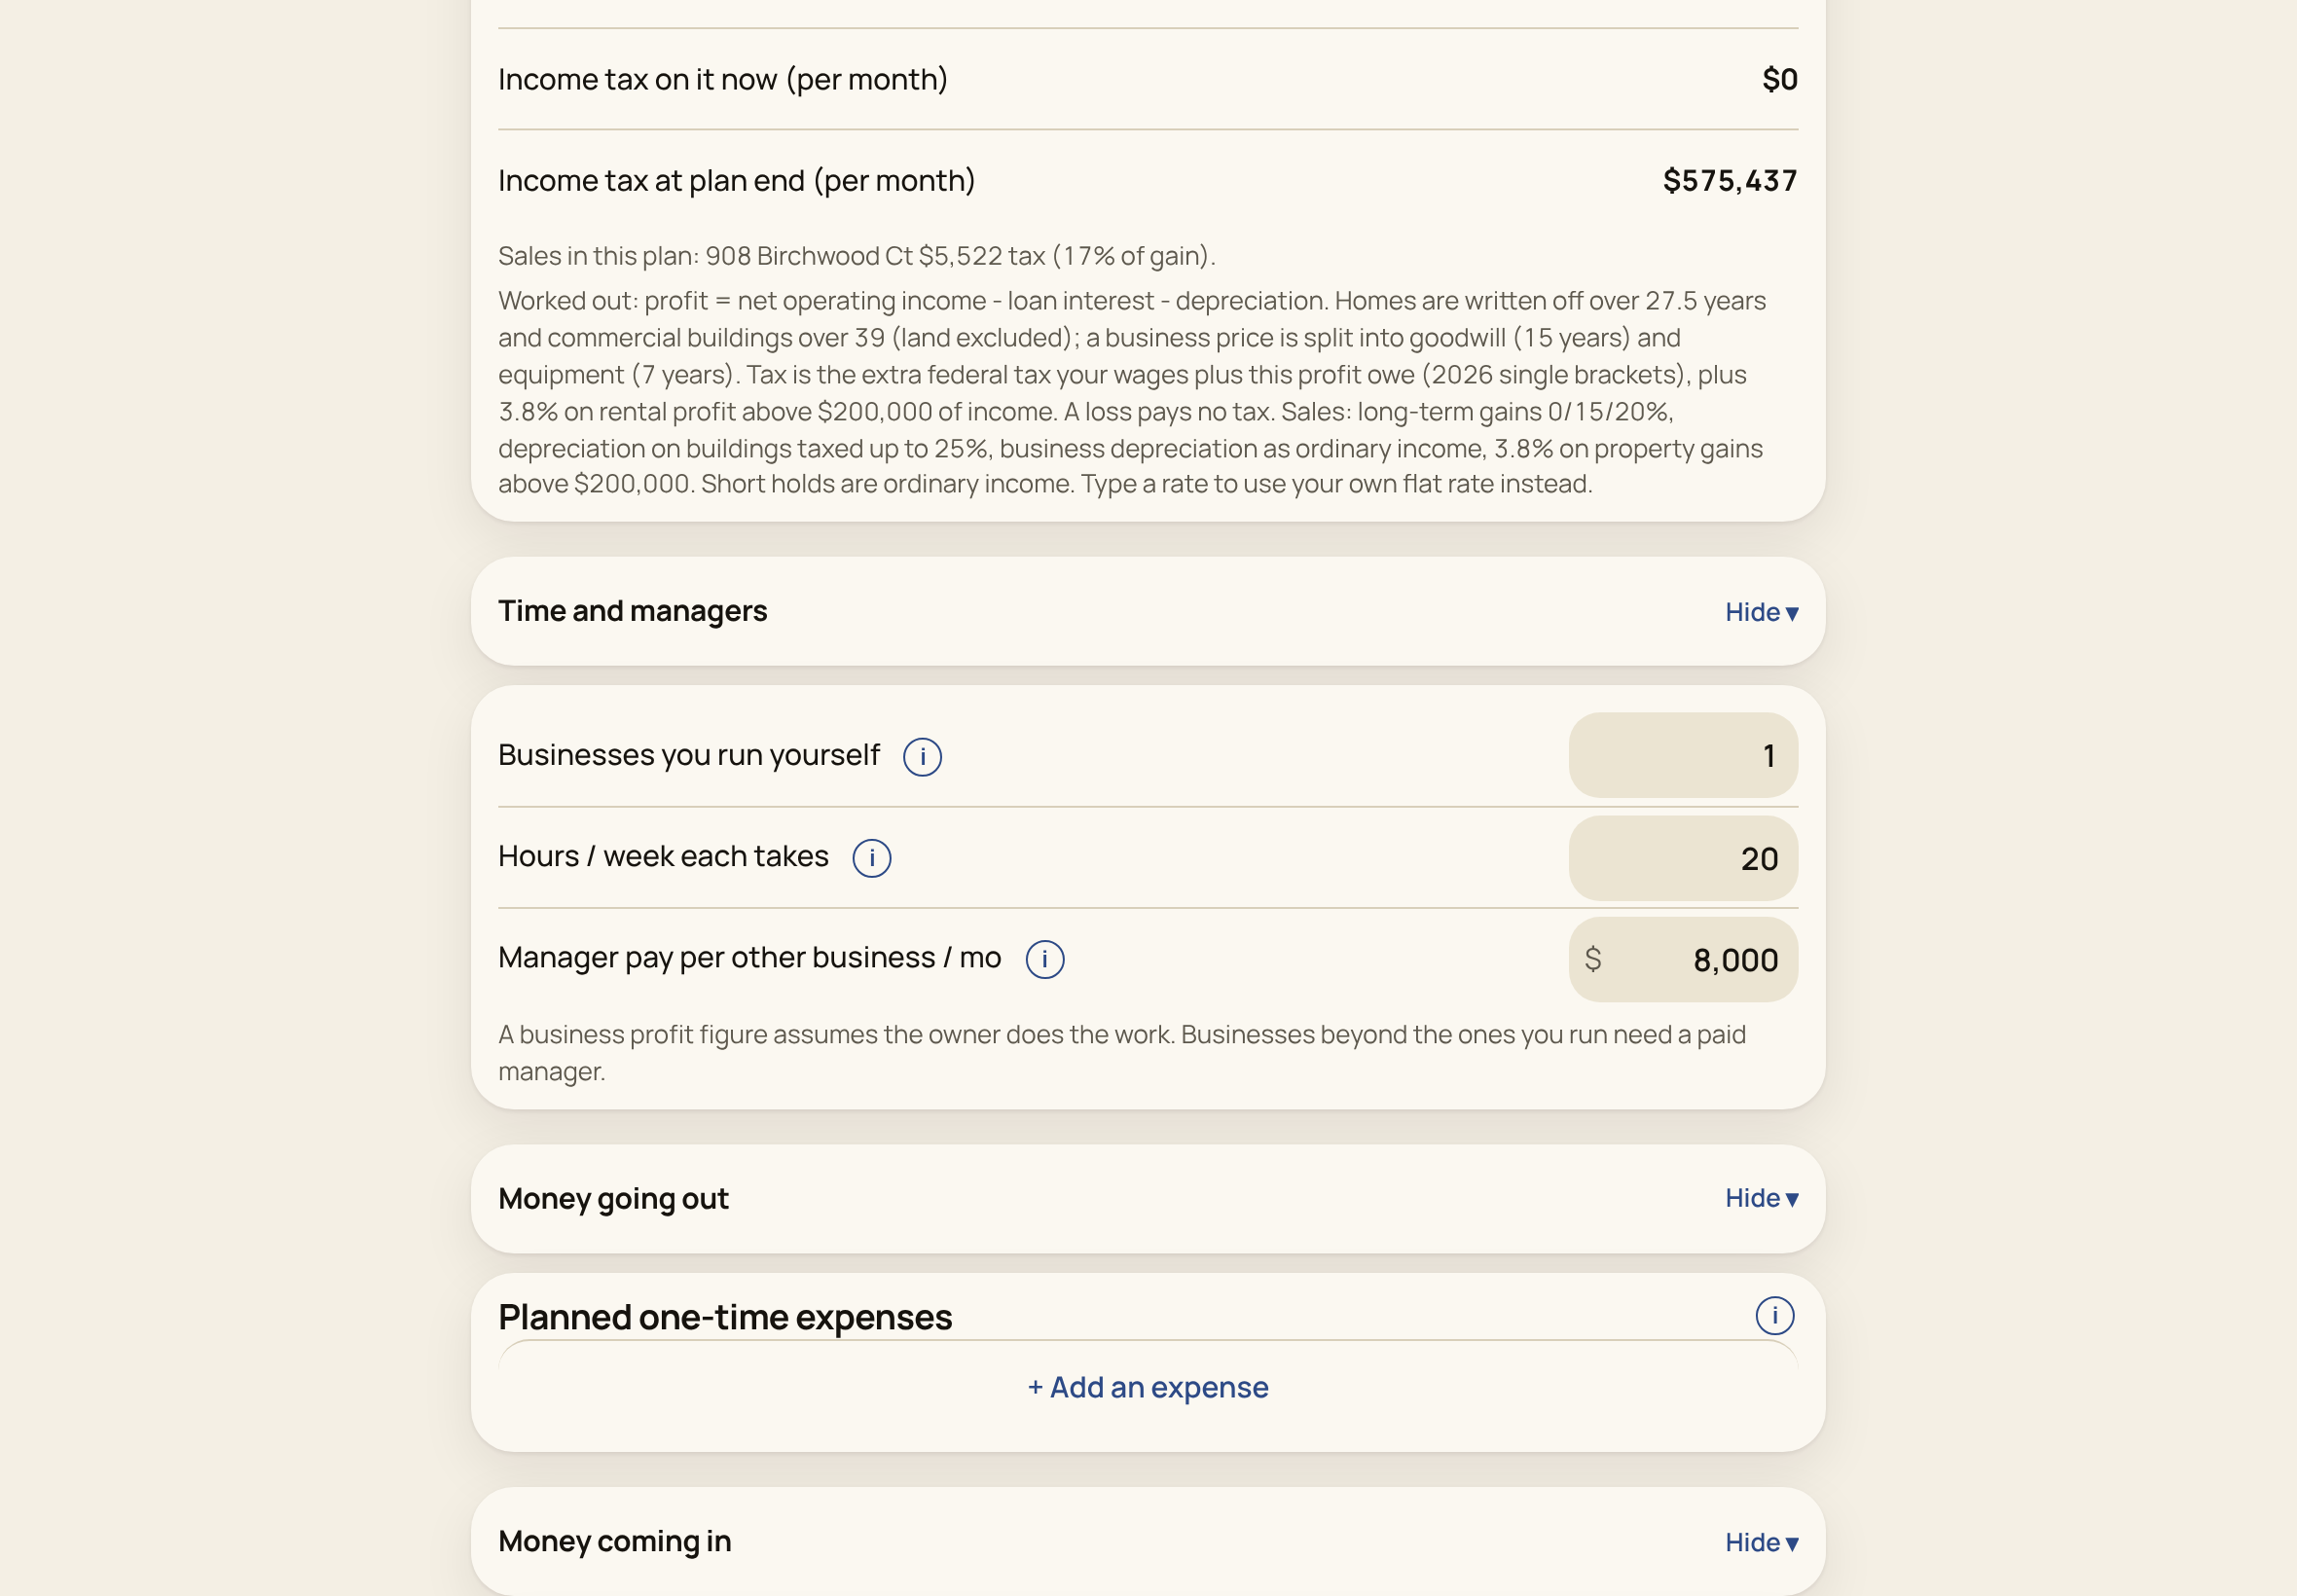 Income tax on it now (per month) $0
Income tax at plan end (per month) $575,437
Sales in this plan: 908 Birchwood Ct $5,522 tax (17% of gain).
Worked out: profit = net operating income - loan interest - depreciation. Homes are written off over 27.5 years
and commercial buildings over 39 (land excluded); a business price is split into goodwill (15 years) and
equipment (7 years). Tax is the extra federal tax your wages plus this profit owe (2026 single brackets), plus
3.8% on rental profit above $200,000 of income. A loss pays no tax. Sales: long-term gains 0/15/20%,
depreciation on buildings taxed up to 25%, business depreciation as ordinary income, 3.8% on property gains
above $200,000. Short holds are ordinary income. Type a rate to use your own flat rate instead.
Time and managers Hide ▾
Businesses you run yourself i 1
Hours / week each takes i 20
Manager pay per other business / mo i $ 8,000
A business profit figure assumes the owner does the work. Businesses beyond the ones you run need a paid
manager.
Money going out Hide ▾
Planned one-time expenses i
+ Add an expense
Money coming in Hide ▾